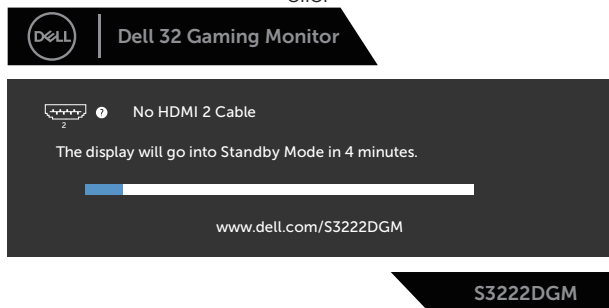 DELL
Dell 32 Gaming Monitor
2
?
No HDMI 2 Cable
The display will go into Standby Mode in 4 minutes.
www.dell.com/S3222DGM
S3222DGM